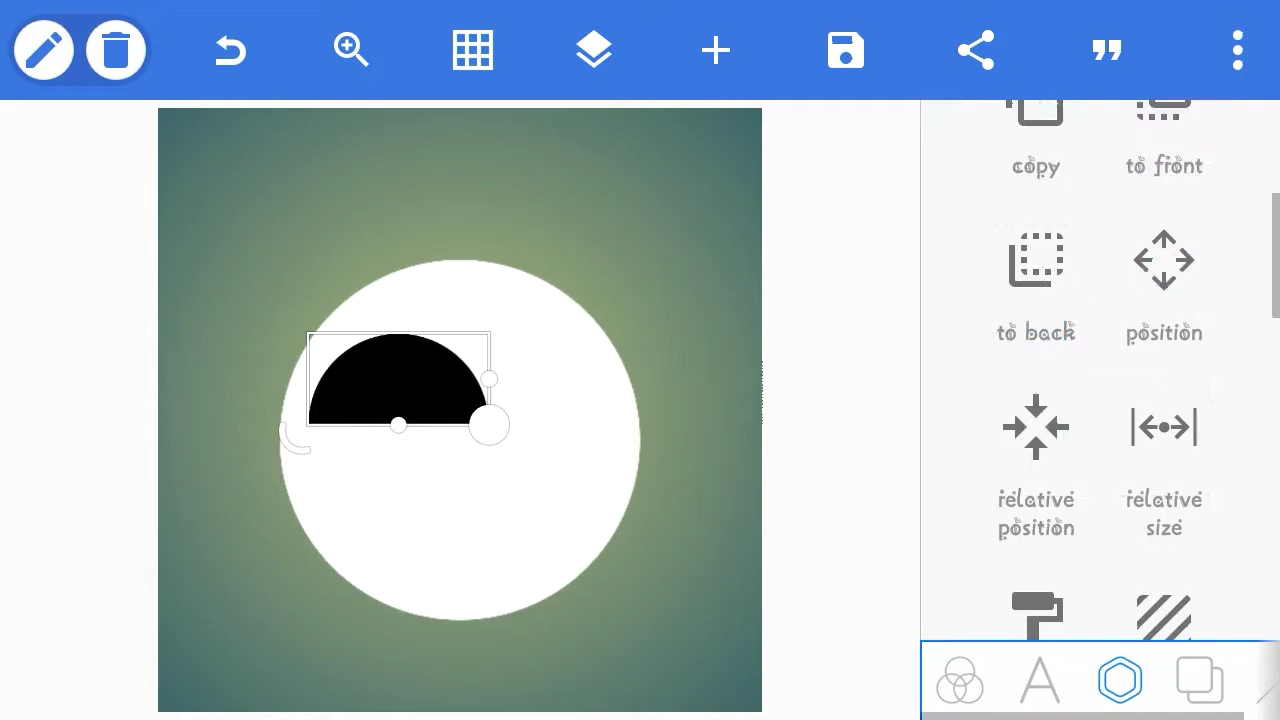 copy
to front
to back
position
relative
position
relative
size